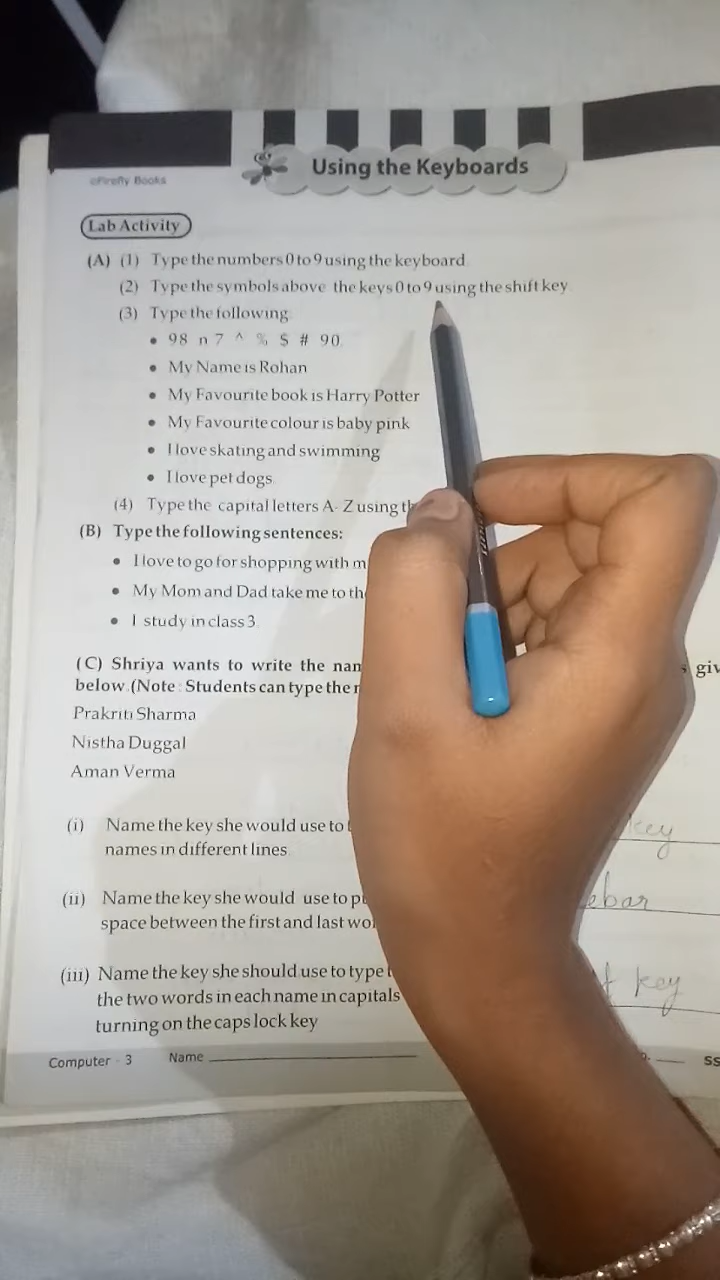 Using the Keyboards
©Firefly Books
Lab Activity
(A) (1) Type the numbers 0 to 9 using the keyboard.
(2) Type the symbols above the keys 0 to 9 using the shift key.
(3) Type the following
• 98 n 7 ^ % $ # 90.
• My Name is Rohan
• My Favourite book is Harry Potter
• My Favourite colour is baby pink
• I love skating and swimming
• I love pet dogs.
(4) Type the capital letters A- Z using
(B) Type the following sentences:
• I love to go for shopping with
• My Mom and Dad take me to
• I study in class 3.
(C) Shriya wants to write the
below. (Note : Students can type the
Prakriti Sharma
Nistha Duggal
Aman Verma
(i) Name the key she would use to
key
names in different lines.
(ii) Name the key she would use to
space between the first and last
(iii) Name the key she should use to type
key
the two words in each name in capitals
turning on the caps lock key
Computer - 3 Name